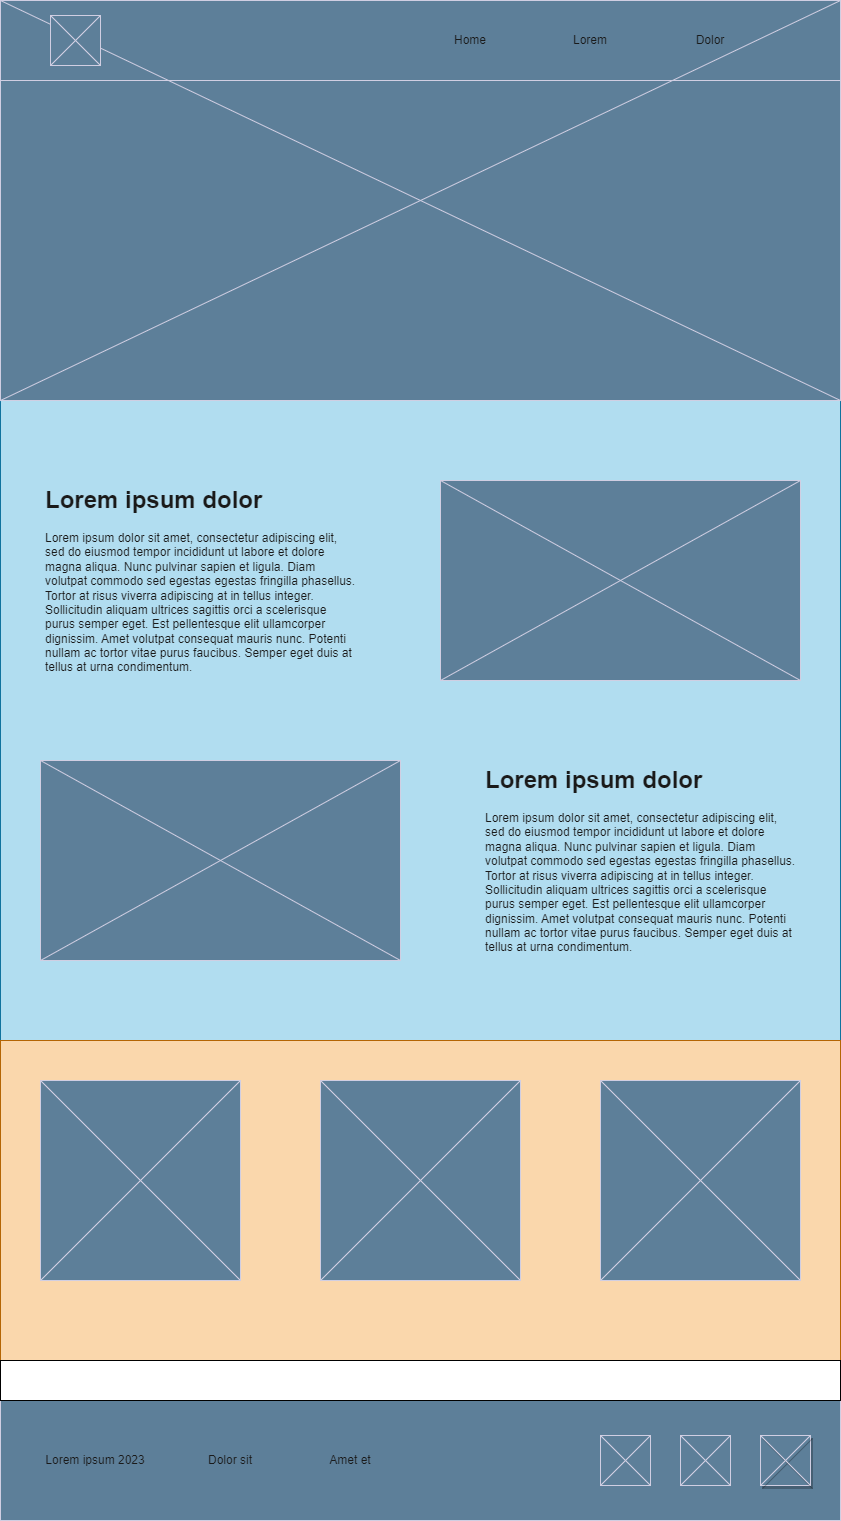 Home Lorem Dolor
Lorem ipsum dolor
Lorem ipsum dolor sit amet, consectetur adipiscing elit,
sed do eiusmod tempor incididunt ut labore et dolore
magna aliqua. Nunc pulvinar sapien et ligula. Diam
volutpat commodo sed egestas egestas fringilla phasellus.
Tortor at risus viverra adipiscing at in tellus integer.
Sollicitudin aliquam ultrices sagittis orci a scelerisque
purus semper eget. Est pellentesque elit ullamcorper
dignissim. Amet volutpat consequat mauris nunc. Potenti
nullam ac tortor vitae purus faucibus. Semper eget duis at
tellus at urna condimentum.
Lorem ipsum dolor
Lorem ipsum dolor sit amet, consectetur adipiscing elit,
sed do eiusmod tempor incididunt ut labore et dolore
magna aliqua. Nunc pulvinar sapien et ligula. Diam
volutpat commodo sed egestas egestas fringilla phasellus.
Tortor at risus viverra adipiscing at in tellus integer.
Sollicitudin aliquam ultrices sagittis orci a scelerisque
purus semper eget. Est pellentesque elit ullamcorper
dignissim. Amet volutpat consequat mauris nunc. Potenti
nullam ac tortor vitae purus faucibus. Semper eget duis at
tellus at urna condimentum.
Lorem ipsum 2023 Dolor sit Amet et